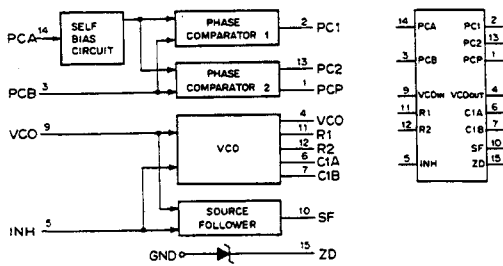 PCA 14
SELF BIAS CIRCUIT
PHASE COMPARATOR 1
2 PC1
PHASE COMPARATOR 2
13 PC2
1 PCP
PCB 3
VCO 9
VCO
4 VCO
11 R1
12 R2
6 C1A
7 C1B
INH 5
SOURCE FOLLOWER
10 SF
GND
15 ZD
14 PCA PC1 2
PC2 13
3 PCB PCP 1
9 VCOIN VCOOUT 4
11 R1 C1A 6
12 R2 C1B 7
SF 10
5 INH ZD 15